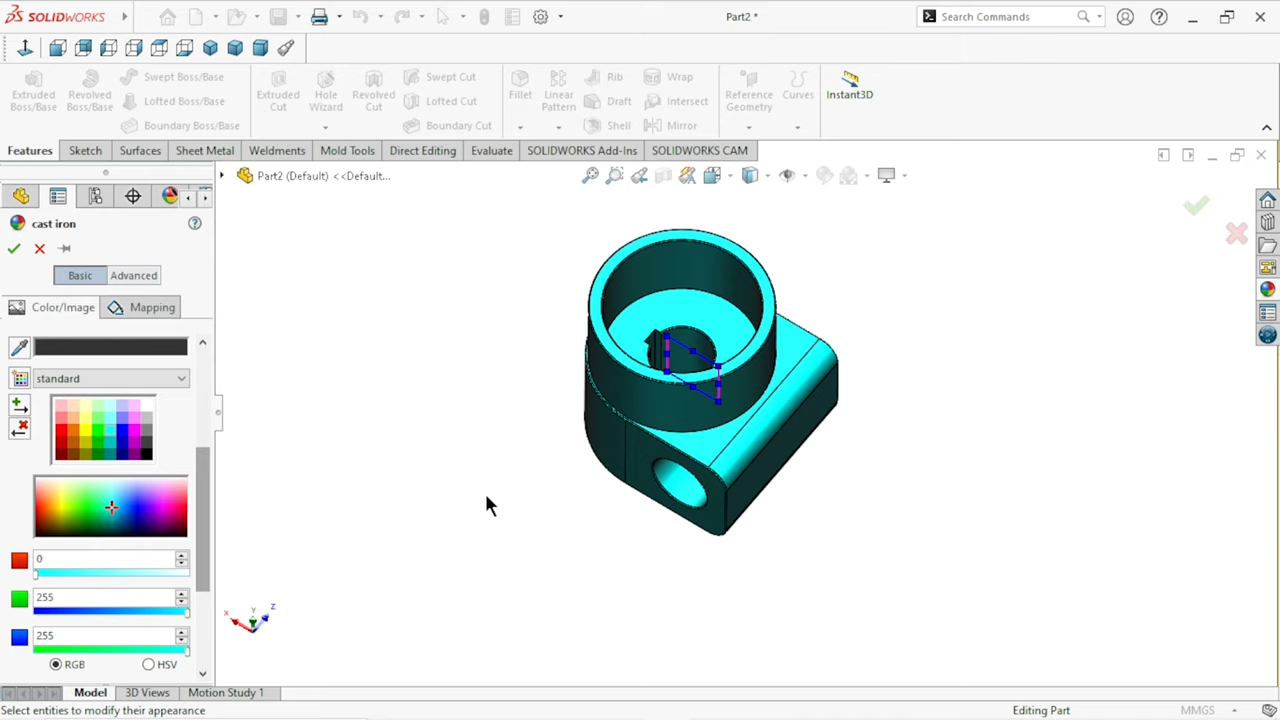 SOLIDWORKS
Part2 *
Search Commands
Extruded Boss/Base
Revolved Boss/Base
Swept Boss/Base
Lofted Boss/Base
Boundary Boss/Base
Extruded Cut
Hole Wizard
Revolved Cut
Swept Cut
Lofted Cut
Boundary Cut
Fillet
Linear Pattern
Rib
Draft
Shell
Wrap
Intersect
Mirror
Reference Geometry
Curves
Instant3D
Features Sketch Surfaces Sheet Metal Weldments Mold Tools Direct Editing Evaluate SOLIDWORKS Add-Ins SOLIDWORKS CAM
Part2 (Default) <<Default...
cast iron
Basic Advanced
Color/Image Mapping
standard
0
255
255
RGB HSV
X Y Z
Model 3D Views Motion Study 1
Select entities to modify their appearance Editing Part MMGS